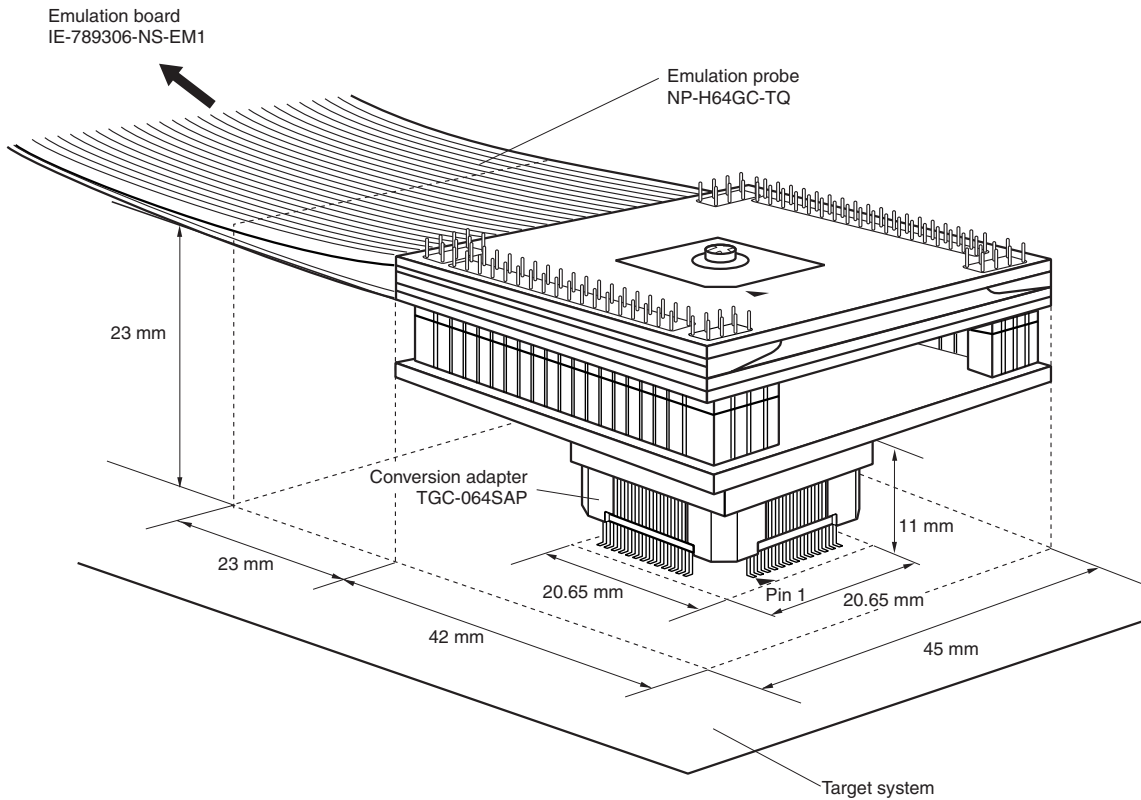 Emulation board
IE-789306-NS-EM1
Emulation probe
NP-H64GC-TQ
23 mm
Conversion adapter
TGC-064SAP
11 mm
23 mm
20.65 mm
Pin 1
20.65 mm
42 mm
45 mm
Target system